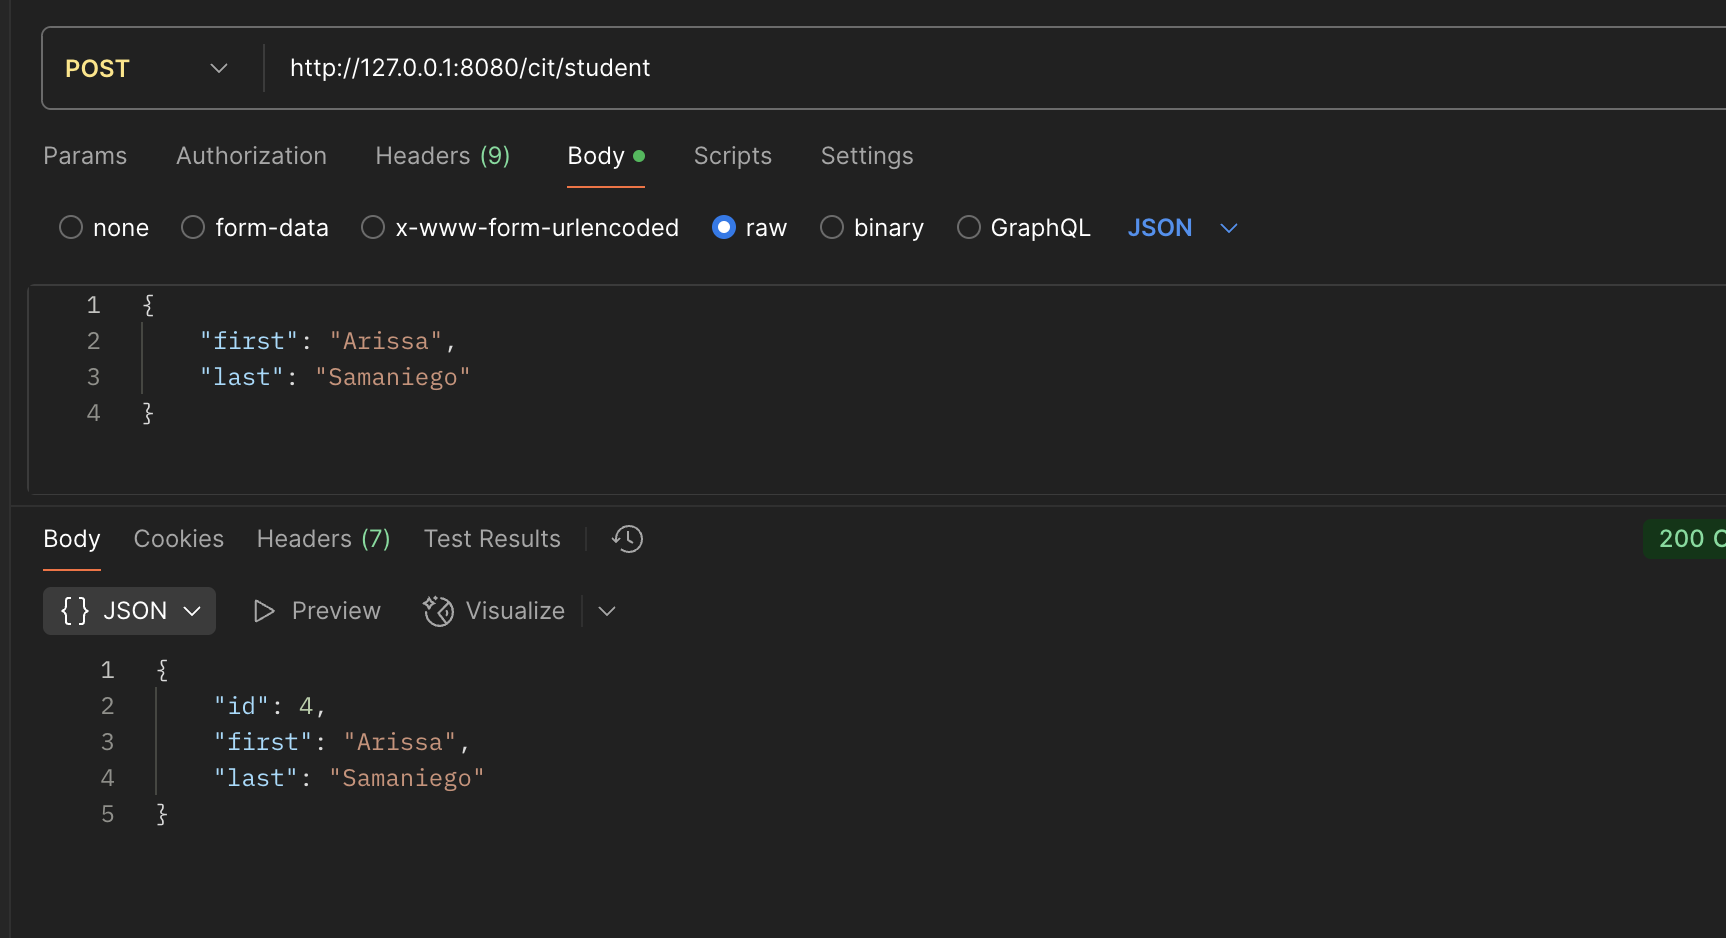 POST http://127.0.0.1:8080/cit/student
Params Authorization Headers (9) Body Scripts Settings
none form-data x-www-form-urlencoded raw binary GraphQL JSON
1 {
2 "first": "Arissa",
3 "last": "Samaniego"
4 }
Body Cookies Headers (7) Test Results 200
{} JSON Preview Visualize
1 {
2 "id": 4,
3 "first": "Arissa",
4 "last": "Samaniego"
5 }